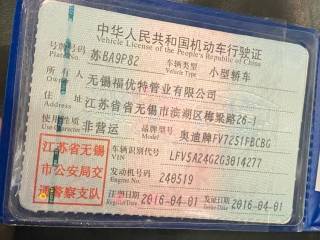 中华人民共和国机动车行驶证
Vehicle License of the People's Republic of China
号牌号码 苏BA9P82 车辆类型 小型轿车
Plate No. Vehicle Type
所有人 无锡福优特管业有限公司
Owner
住址 江苏省无锡市滨湖区梅梁路26-1
Address
使用性质 非营运 品牌型号 奥迪牌FV7251FBCBG
Use Character Model
江苏省无锡
市公安局交
通警察支队
车辆识别代号 LFV5A24G2G3014277
VIN
发动机号码 248519
Engine No.
注册日期 2016-04-01 发证日期 2016-04-01
Register Date Issue Date